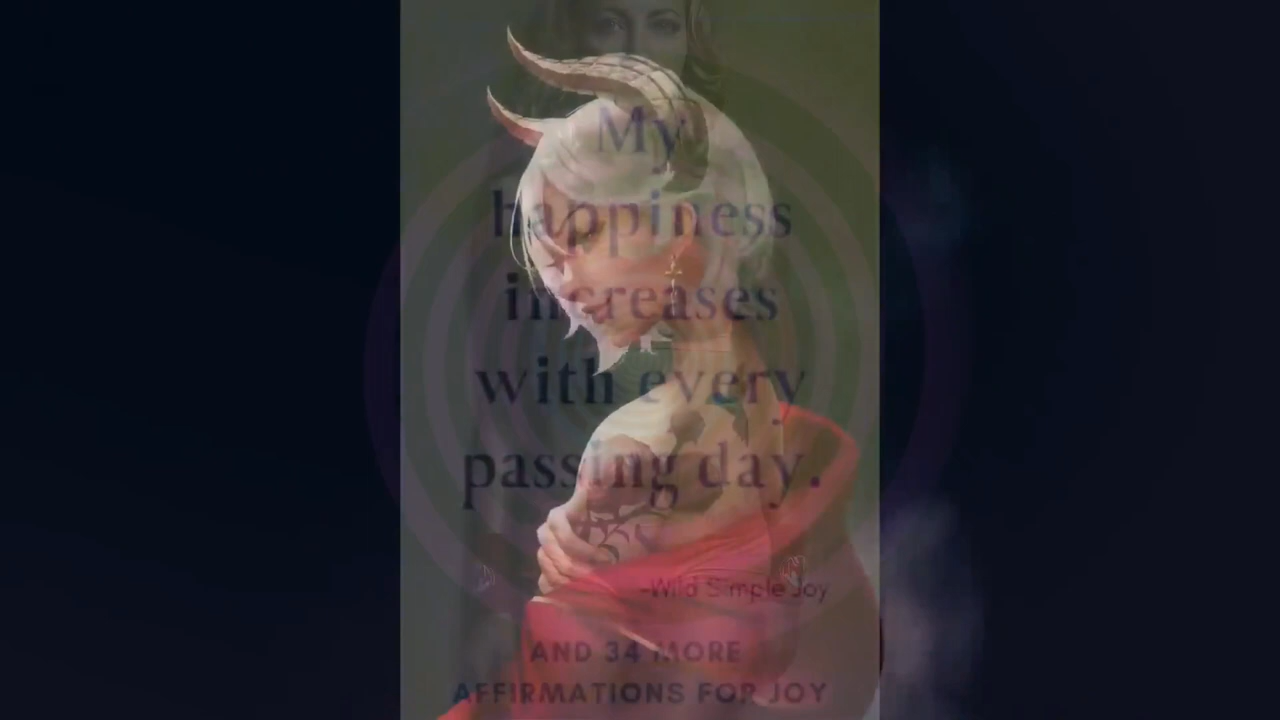 My
happiness
increases
with every
passing day.
-Wild Simple Joy
AND 34 MORE
AFFIRMATIONS FOR JOY